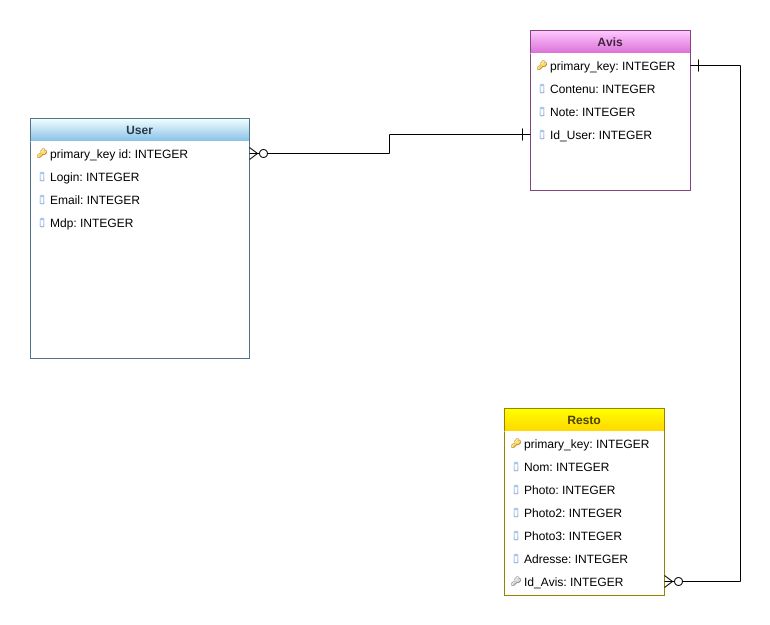 Avis
primary_key: INTEGER
Contenu: INTEGER
Note: INTEGER
Id_User: INTEGER
User
primary_key id: INTEGER
Login: INTEGER
Email: INTEGER
Mdp: INTEGER
Resto
primary_key: INTEGER
Nom: INTEGER
Photo: INTEGER
Photo2: INTEGER
Photo3: INTEGER
Adresse: INTEGER
Id_Avis: INTEGER